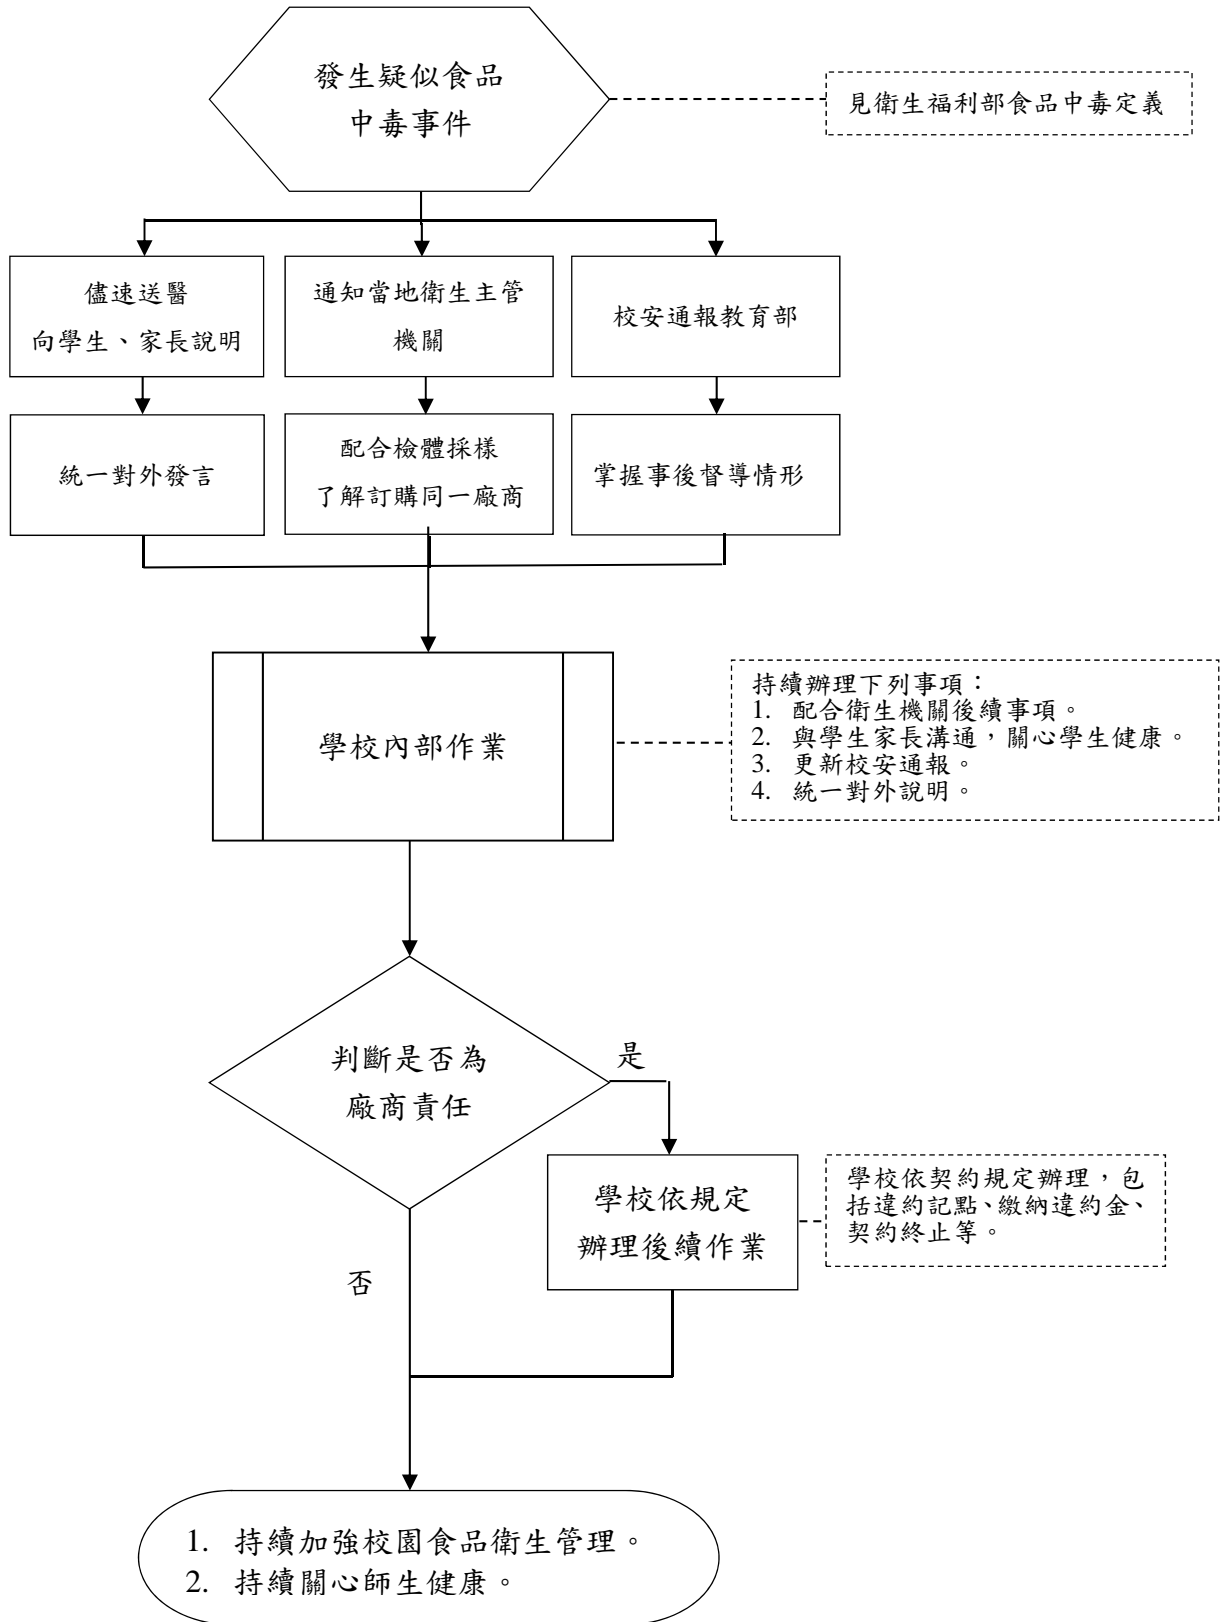 發生疑似食品
中毒事件
見衛生福利部食品中毒定義
儘速送醫
向學生、家長說明
通知當地衛生主管
機關
校安通報教育部
統一對外發言
配合檢體採樣
了解訂購同一廠商
掌握事後督導情形
學校內部作業
持續辦理下列事項：
1. 配合衛生機關後續事項。
2. 與學生家長溝通，關心學生健康。
3. 更新校安通報。
4. 統一對外說明。
判斷是否為
廠商責任
是
學校依規定
辦理後續作業
學校依契約規定辦理，包
括違約記點、繳納違約金、
契約終止等。
否
1. 持續加強校園食品衛生管理。
2. 持續關心師生健康。